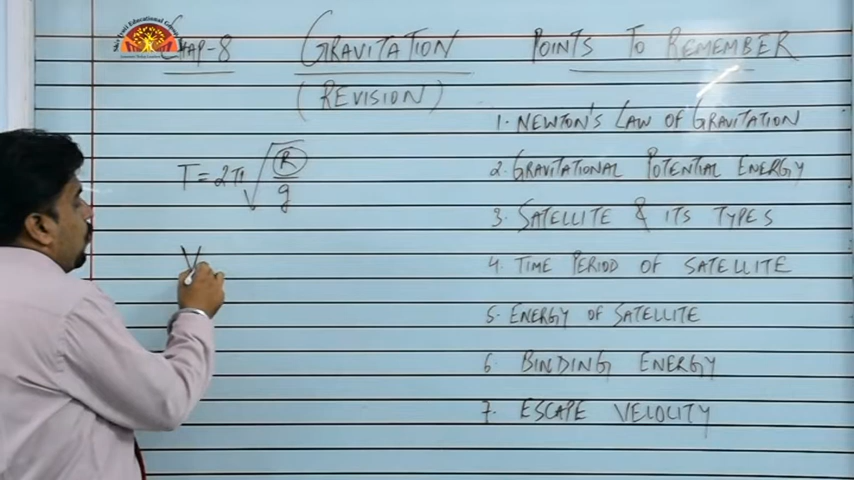 CHAP-8 GRAVITATION POINTS TO REMEMBER
(REVISION)
1. NEWTON'S LAW OF GRAVITATION
T = 2π √(R/g)
2. GRAVITATIONAL POTENTIAL ENERGY
3. SATELLITE & ITS TYPES
V
4. TIME PERIOD OF SATELLITE
5. ENERGY OF SATELLITE
6. BINDING ENERGY
7. ESCAPE VELOCITY